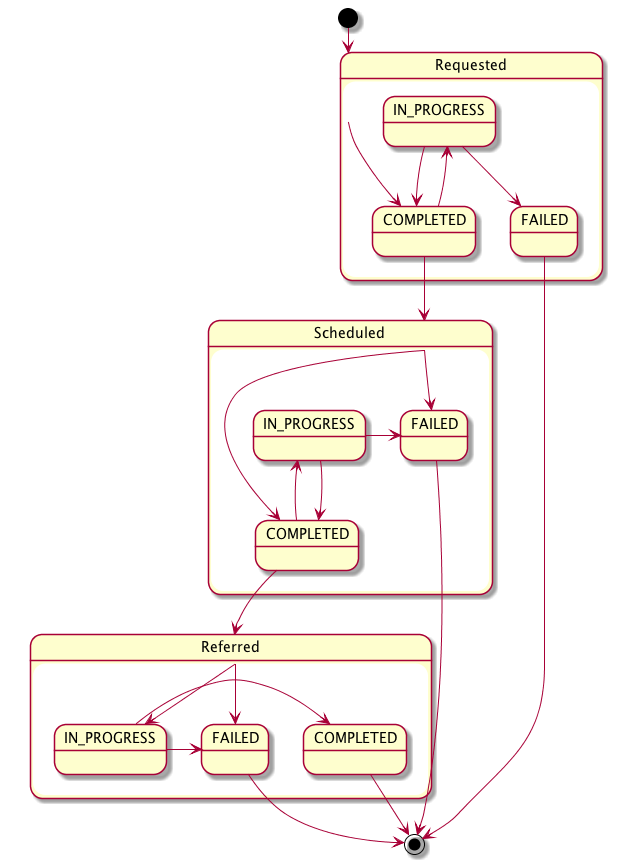 Requested
IN_PROGRESS
COMPLETED
FAILED
Scheduled
IN_PROGRESS
FAILED
COMPLETED
Referred
IN_PROGRESS
FAILED
COMPLETED